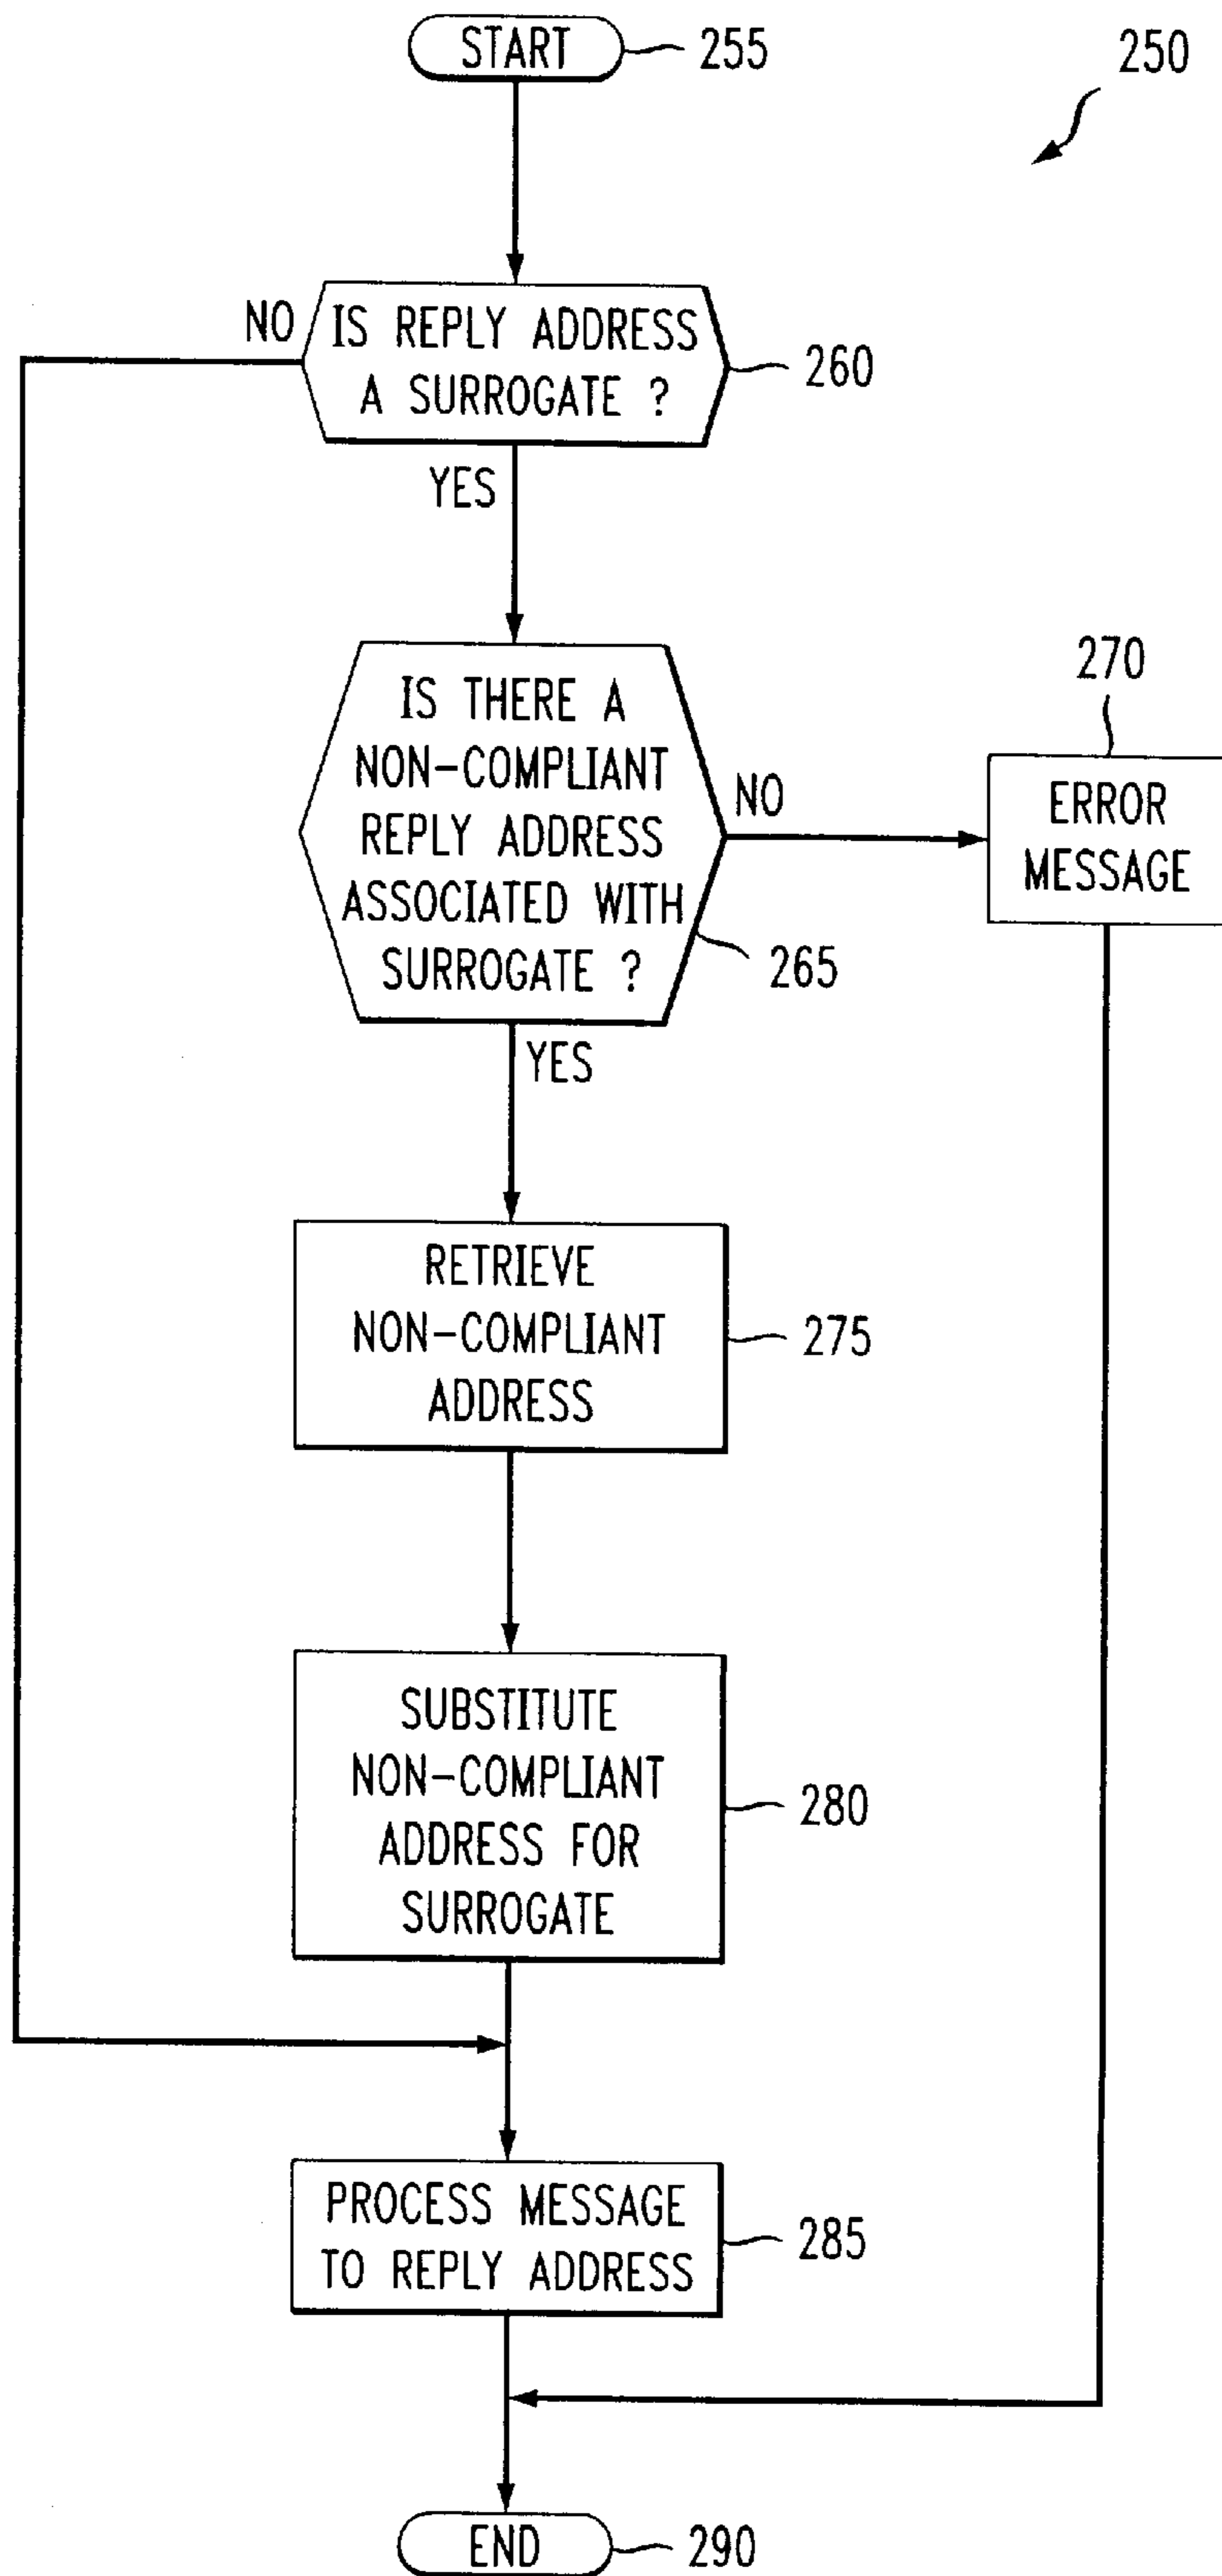 START
255
250
NO
IS REPLY ADDRESS
A SURROGATE ?
260
YES
IS THERE A
NON-COMPLIANT
REPLY ADDRESS
ASSOCIATED WITH
SURROGATE ?
265
NO
270
ERROR
MESSAGE
YES
RETRIEVE
NON-COMPLIANT
ADDRESS
275
SUBSTITUTE
NON-COMPLIANT
ADDRESS FOR
SURROGATE
280
PROCESS MESSAGE
TO REPLY ADDRESS
285
END
290